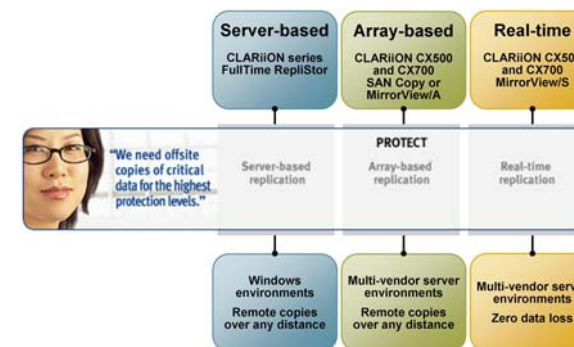 Server-based
CLARiiON series
FullTime RepliStor
Array-based
CLARiiON CX500
and CX700
SAN Copy or
MirrorView/A
Real-time
CLARiiON CX50
and CX700
MirrorView/S
"We need offsite
copies of critical
data for the highest
protection levels."
PROTECT
Server-based
replication
Array-based
replication
Real-time
replication
Windows
environments
Remote copies
over any distance
Multi-vendor server
environments
Remote copies
over any distance
Multi-vendor serv
environments
Zero data loss